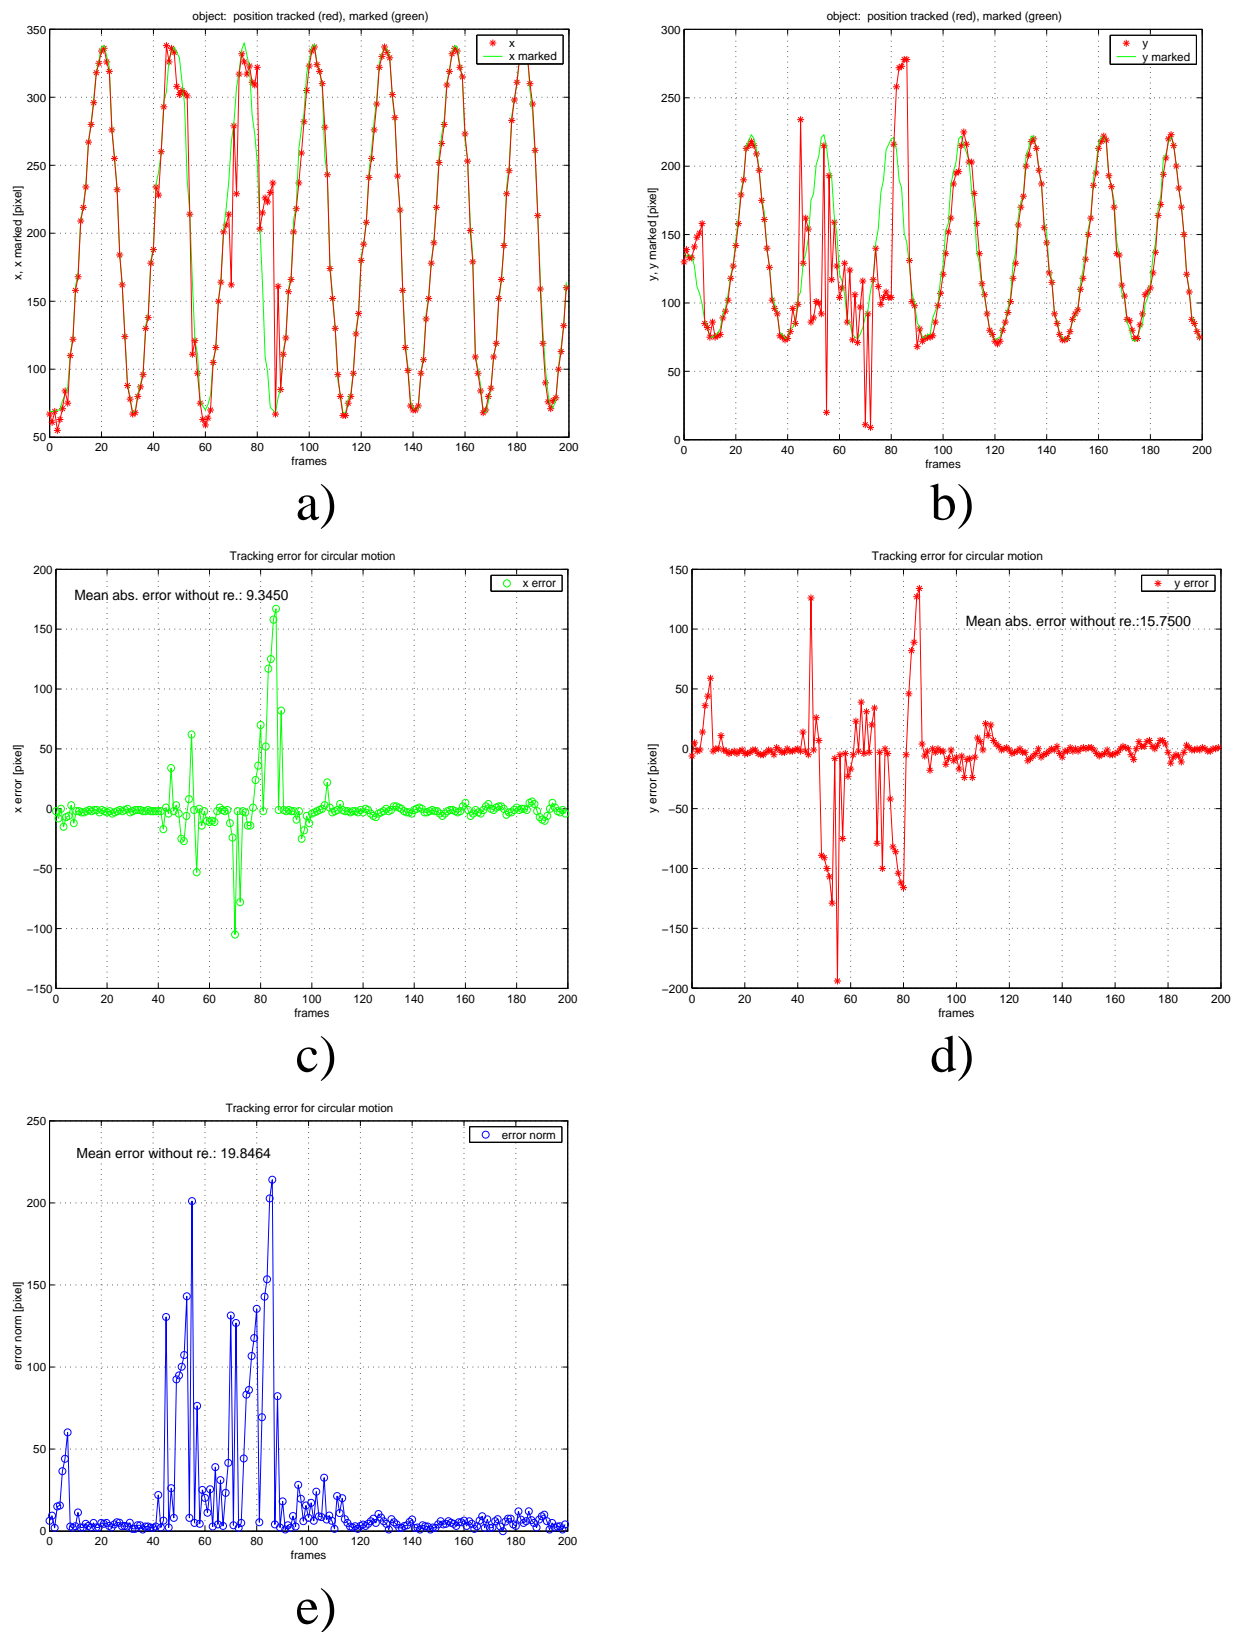 object:  position tracked (red), marked (green)
350
300
250
200
150
100
50
x, x marked [pixel]
x
x marked
0 20 40 60 80 100 120 140 160 180 200
frames
a)
object:  position tracked (red), marked (green)
300
250
200
150
100
50
0
y, y marked [pixel]
y
y marked
0 20 40 60 80 100 120 140 160 180 200
frames
b)
Tracking error for circular motion
200
150
100
50
0
−50
−100
−150
x error [pixel]
x error
Mean abs. error without re.: 9.3450
0 20 40 60 80 100 120 140 160 180 200
frames
c)
Tracking error for circular motion
150
100
50
0
−50
−100
−150
−200
y error [pixel]
y error
Mean abs. error without re.:15.7500
0 20 40 60 80 100 120 140 160 180 200
frames
d)
Tracking error for circular motion
250
200
150
100
50
0
error norm [pixel]
error norm
Mean error without re.: 19.8464
0 20 40 60 80 100 120 140 160 180 200
frames
e)